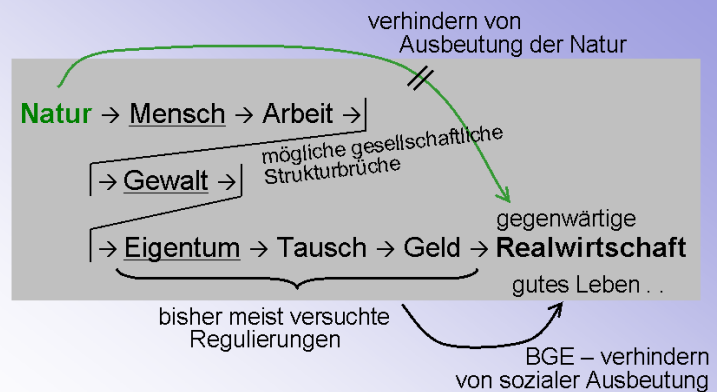 verhindern von
Ausbeutung der Natur
Natur → Mensch → Arbeit →
mögliche gesellschaftliche
Strukturbrüche
→ Gewalt →
gegenwärtige
→ Eigentum → Tausch → Geld → Realwirtschaft
gutes Leben . .
bisher meist versuchte
Regulierungen
BGE – verhindern
von sozialer Ausbeutung